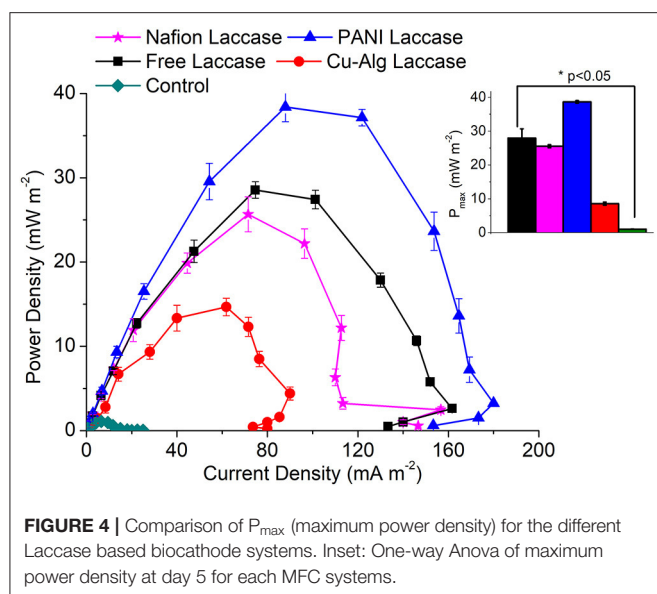 Nafion Laccase PANI Laccase
Free Laccase Cu-Alg Laccase
Control
40
30
20
10
0
Power Density (mW m⁻²)
0 40 80 120 160 200
Current Density (mA m⁻²)
* p<0.05
40
30
20
10
0
Pmax (mW m⁻²)
FIGURE 4 | Comparison of Pmax (maximum power density) for the different
Laccase based biocathode systems. Inset: One-way Anova of maximum
power density at day 5 for each MFC systems.